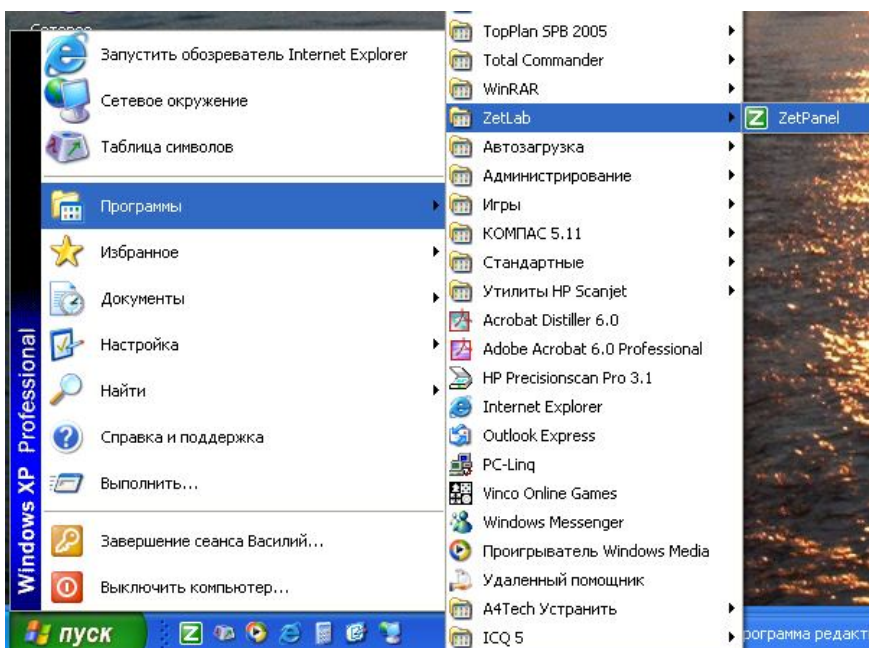 Сетевое
Запустить обозреватель Internet Explorer
Сетевое окружение
Таблица символов
Программы
Избранное
Документы
Настройка
Найти
Справка и поддержка
Выполнить...
Завершение сеанса Василий...
Выключить компьютер...
Windows XP Professional
TopPlan SPB 2005
Total Commander
WinRAR
ZetLab
Автозагрузка
Администрирование
Игры
КОМПАС 5.11
Стандартные
Утилиты HP Scanjet
Acrobat Distiller 6.0
Adobe Acrobat 6.0 Professional
HP Precisionscan Pro 3.1
Internet Explorer
Outlook Express
PC-Linq
Vinco Online Games
Windows Messenger
Проигрыватель Windows Media
Удаленный помощник
A4Tech Устранить
ICQ 5
ZetPanel
пуск
рограмма редакт